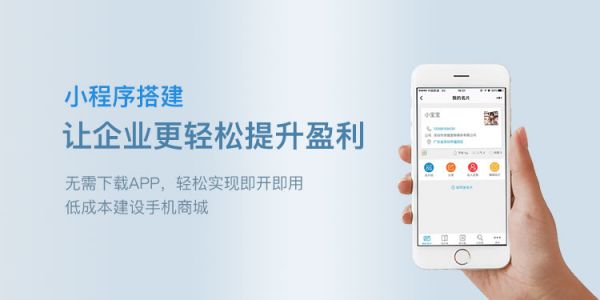 小程序搭建
让企业更轻松提升盈利
无需下载APP，轻松实现即开即用
低成本建设手机商城
我的名片
小宝宝